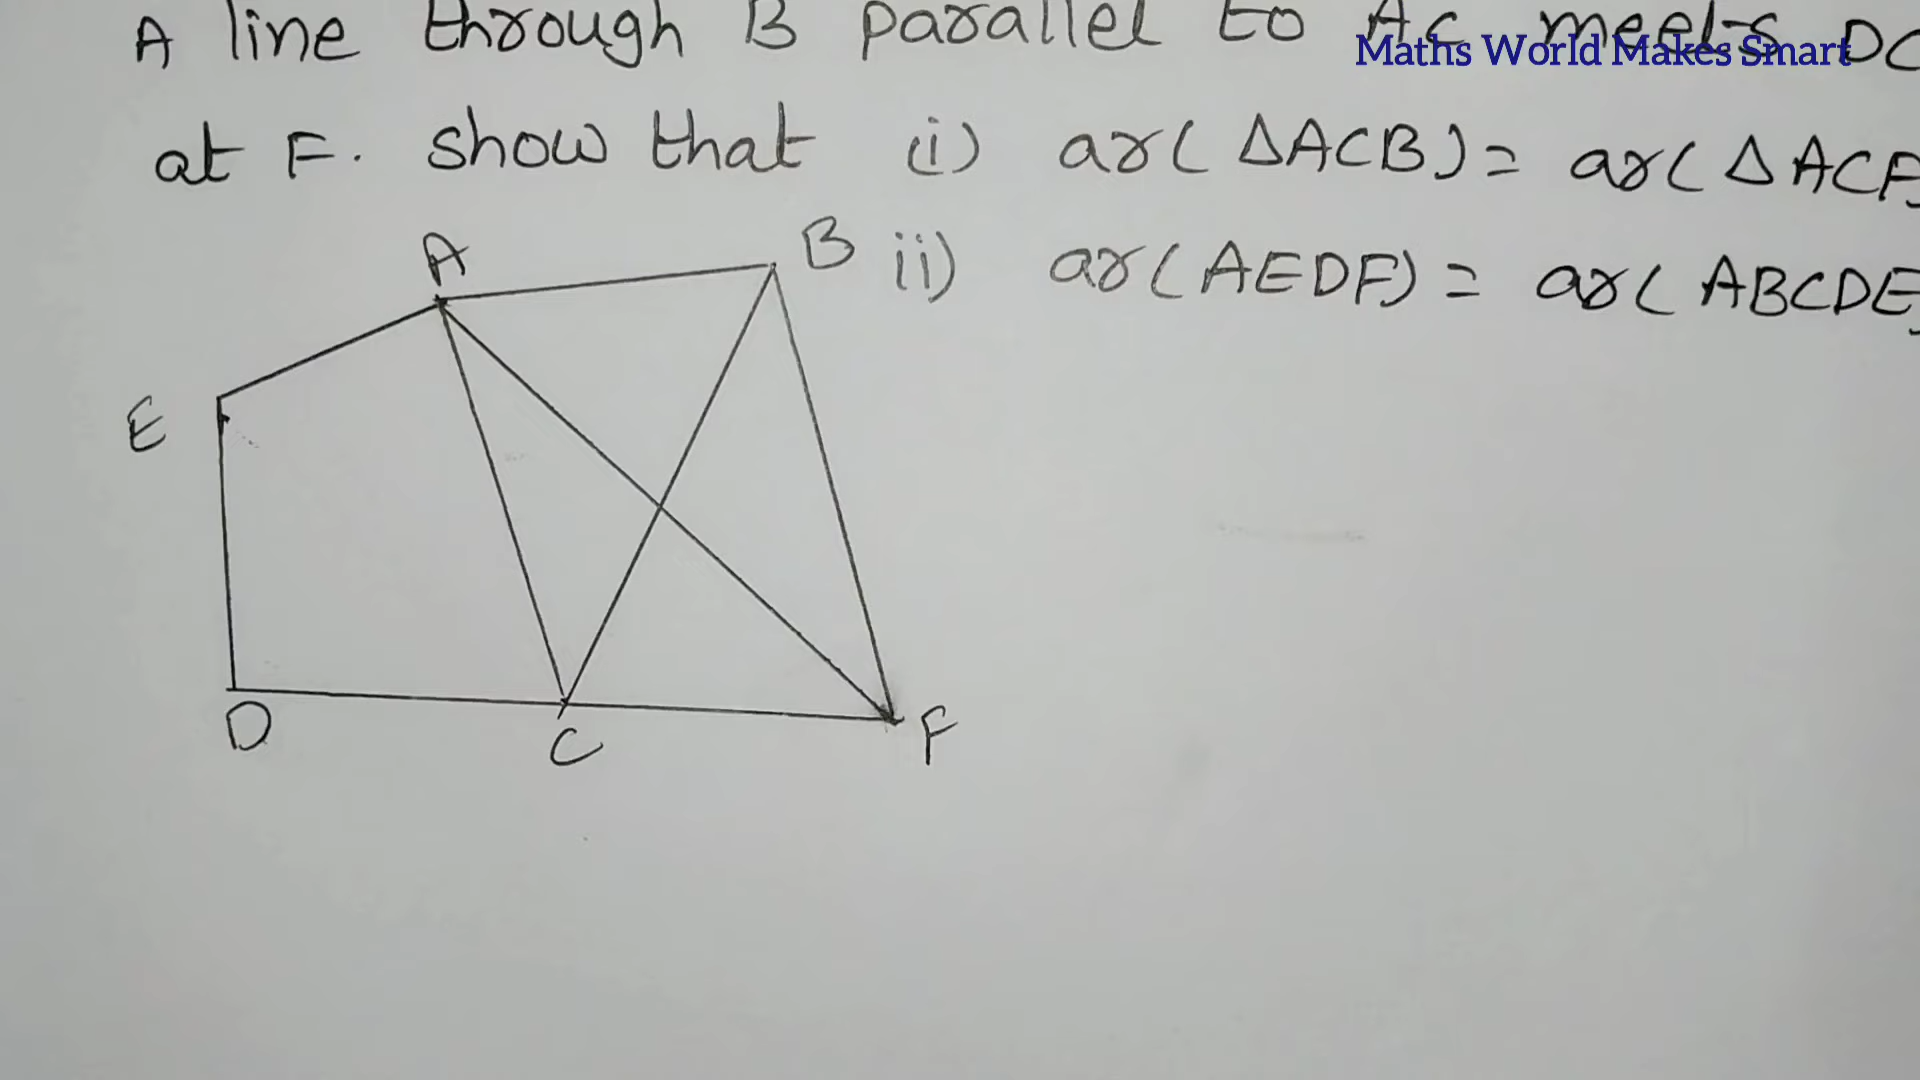 A line through B parallel to AC meets DC
Maths World Makes Smart
at F. show that (i) ar(ΔACB)= ar(ΔACF)
A
B
ii) ar(AEDF) = ar(ABCDE)
E
D
C
F